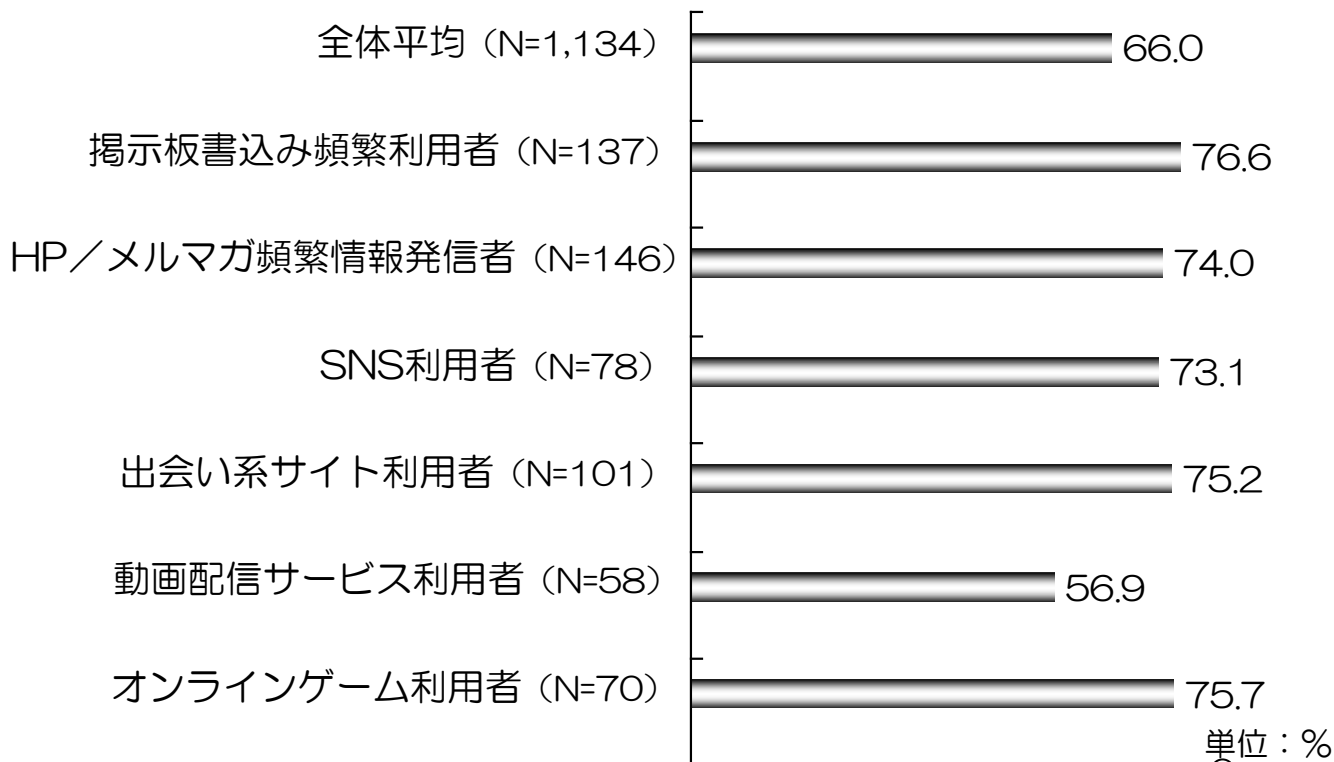 全体平均（N=1,134） 66.0
掲示板書込み頻繁利用者（N=137） 76.6
HP／メルマガ頻繁情報発信者（N=146） 74.0
SNS利用者（N=78） 73.1
出会い系サイト利用者（N=101） 75.2
動画配信サービス利用者（N=58） 56.9
オンラインゲーム利用者（N=70） 75.7
単位：%